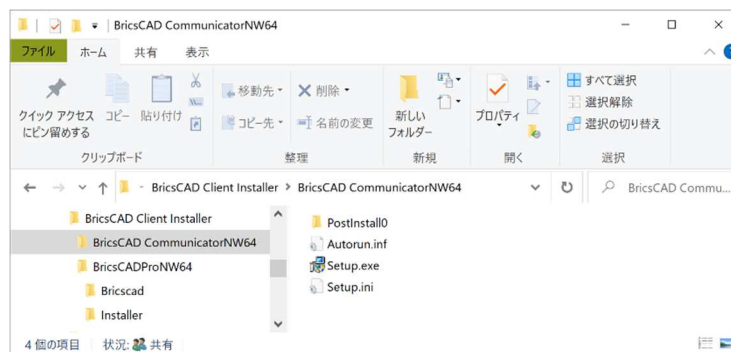 BricsCAD CommunicatorNW64
ファイル ホーム 共有 表示
クイック アクセス
にピン留めする
コピー
貼り付け
移動先
コピー先
削除
名前の変更
新しい
フォルダー
プロパティ
すべて選択
選択解除
選択の切り替え
クリップボード 整理 新規 開く 選択
BricsCAD Client Installer BricsCAD CommunicatorNW64 BricsCAD Commu...
BricsCAD Client Installer
BricsCAD CommunicatorNW64
BricsCADProNW64
Bricscad
Installer
PostInstall0
Autorun.inf
Setup.exe
Setup.ini
4 個の項目 状況: 共有